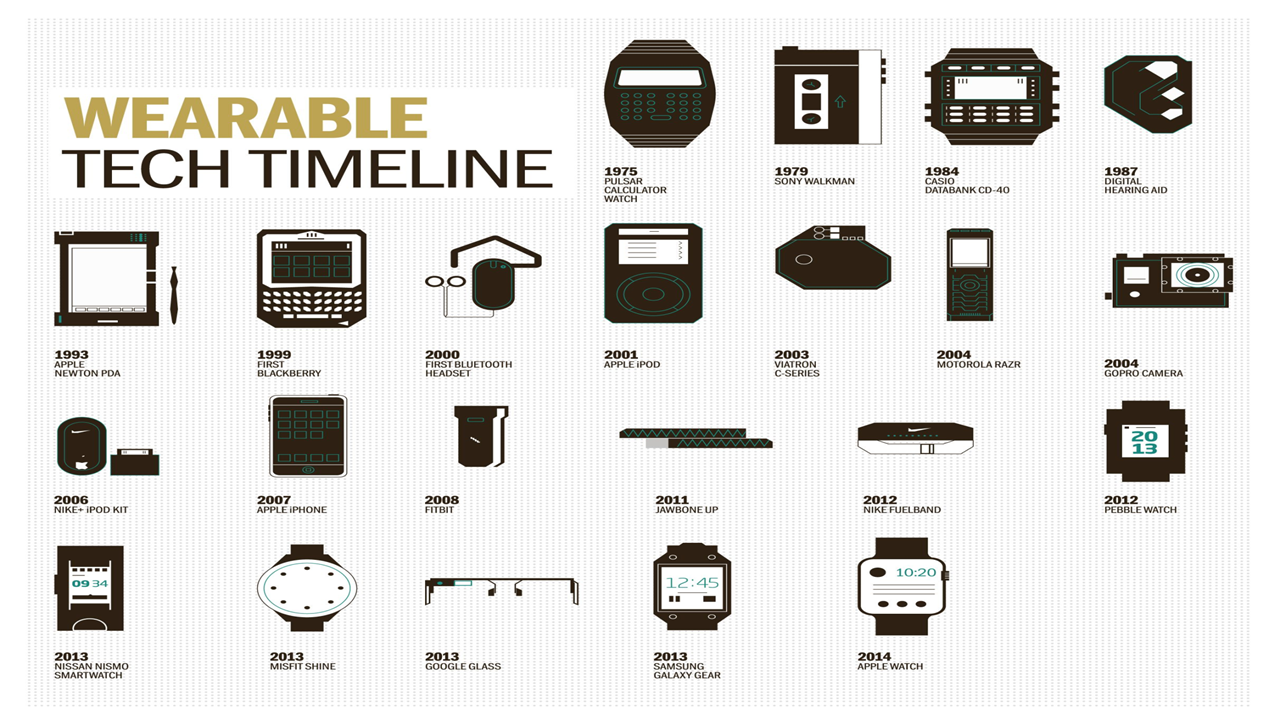 WEARABLE
TECH TIMELINE
1975
PULSAR
CALCULATOR
WATCH
1979
SONY WALKMAN
1984
CASIO
DATABANK CD-40
1987
DIGITAL
HEARING AID
1993
APPLE
NEWTON PDA
1999
FIRST
BLACKBERRY
2000
FIRST BLUETOOTH
HEADSET
2001
APPLE iPOD
2003
VIATRON
C-SERIES
2004
MOTOROLA RAZR
2004
GOPRO CAMERA
2006
NIKE+ iPOD KIT
2007
APPLE iPHONE
2008
FITBIT
2011
JAWBONE UP
2012
NIKE FUELBAND
20
13
2012
PEBBLE WATCH
09 34
2013
NISSAN NISMO
SMARTWATCH
2013
MISFIT SHINE
2013
GOOGLE GLASS
12:45
2013
SAMSUNG
GALAXY GEAR
10:20
2014
APPLE WATCH